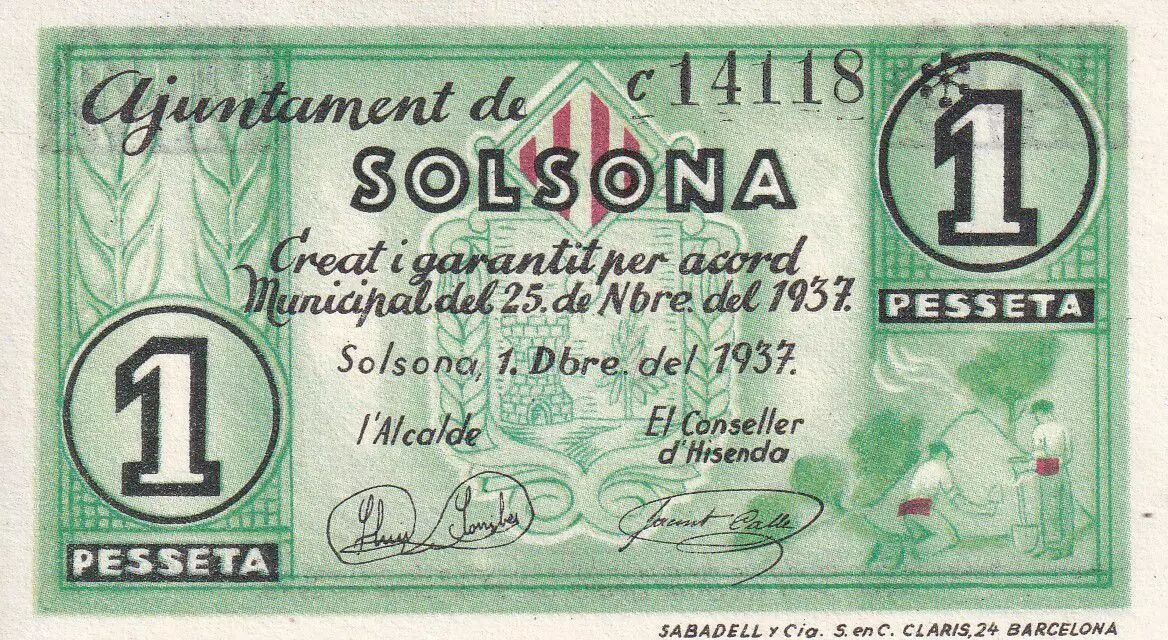 Ajuntament de
C 14118
SOLSONA
1
PESSETA
Creat i garantit per acord
Municipal del 25. de Nbre. del 1937.
Solsona, 1. Dbre. del 1937.
l'Alcalde
El Conseller
d'Hisenda
1
PESSETA
SABADELL y Cia. S. en C. CLARIS, 24 BARCELONA